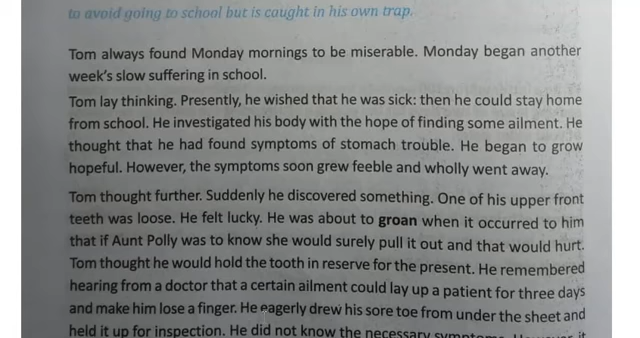 to avoid going to school but is caught in his own trap.
Tom always found Monday mornings to be miserable. Monday began another
week's slow suffering in school.
Tom lay thinking. Presently, he wished that he was sick: then he could stay home
from school. He investigated his body with the hope of finding some ailment. He
thought that he had found symptoms of stomach trouble. He began to grow
hopeful. However, the symptoms soon grew feeble and wholly went away.
Tom thought further. Suddenly he discovered something. One of his upper front
teeth was loose. He felt lucky. He was about to groan when it occurred to him
that if Aunt Polly was to know she would surely pull it out and that would hurt.
Tom thought he would hold the tooth in reserve for the present. He remembered
hearing from a doctor that a certain ailment could lay up a patient for three days
and make him lose a finger. He eagerly drew his sore toe from under the sheet and
held it up for inspection. He did not know the necessary